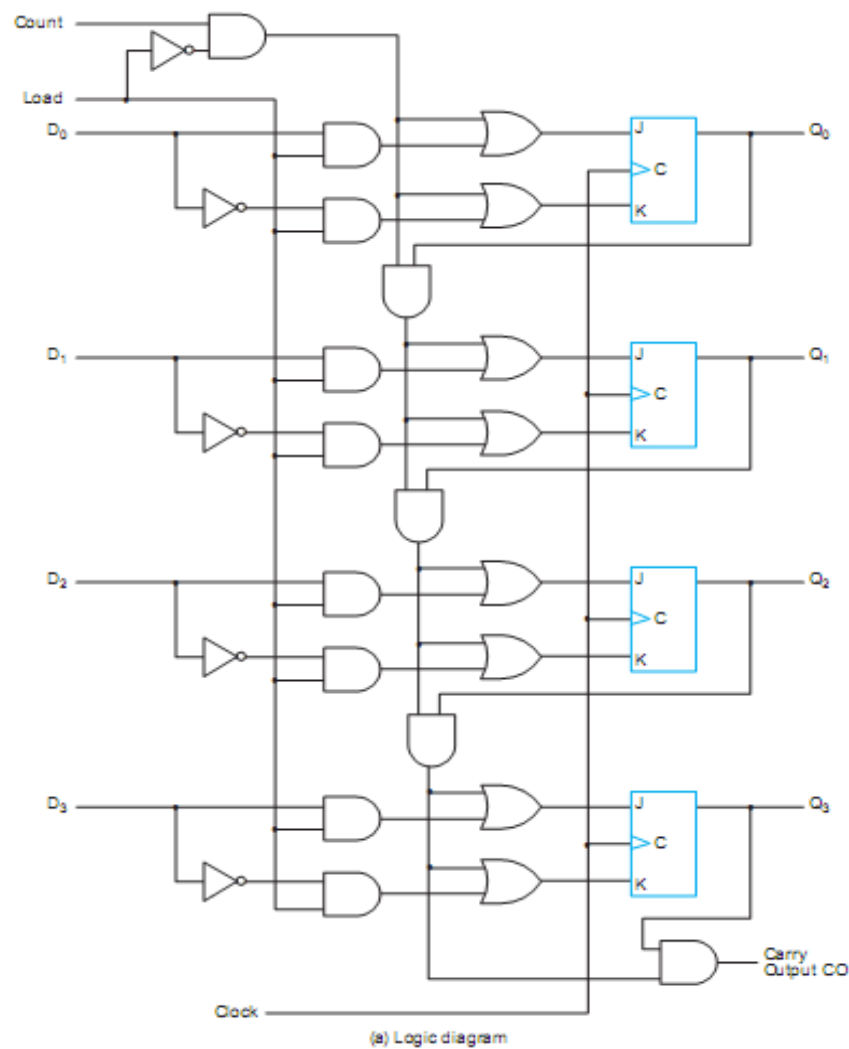 Count
Load
D₀
J
Q₀
C
K
D₁
J
Q₁
C
K
D₂
J
Q₂
C
K
D₃
J
Q₃
C
K
Carry
Output CO
Clock
(a) Logic diagram